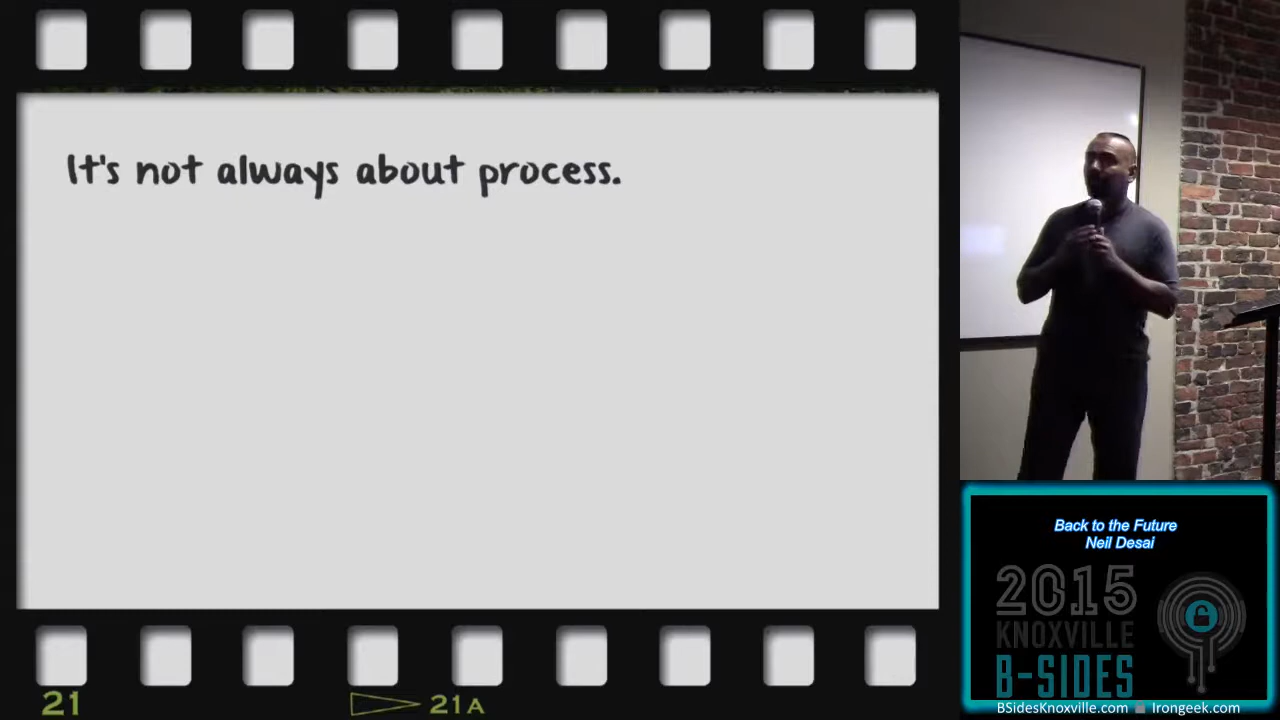 It's not always about process.
21
21A
Back to the Future
Neil Desai
2015
KNOXVILLE
B-SIDES
BSidesKnoxville.com Irongeek.com